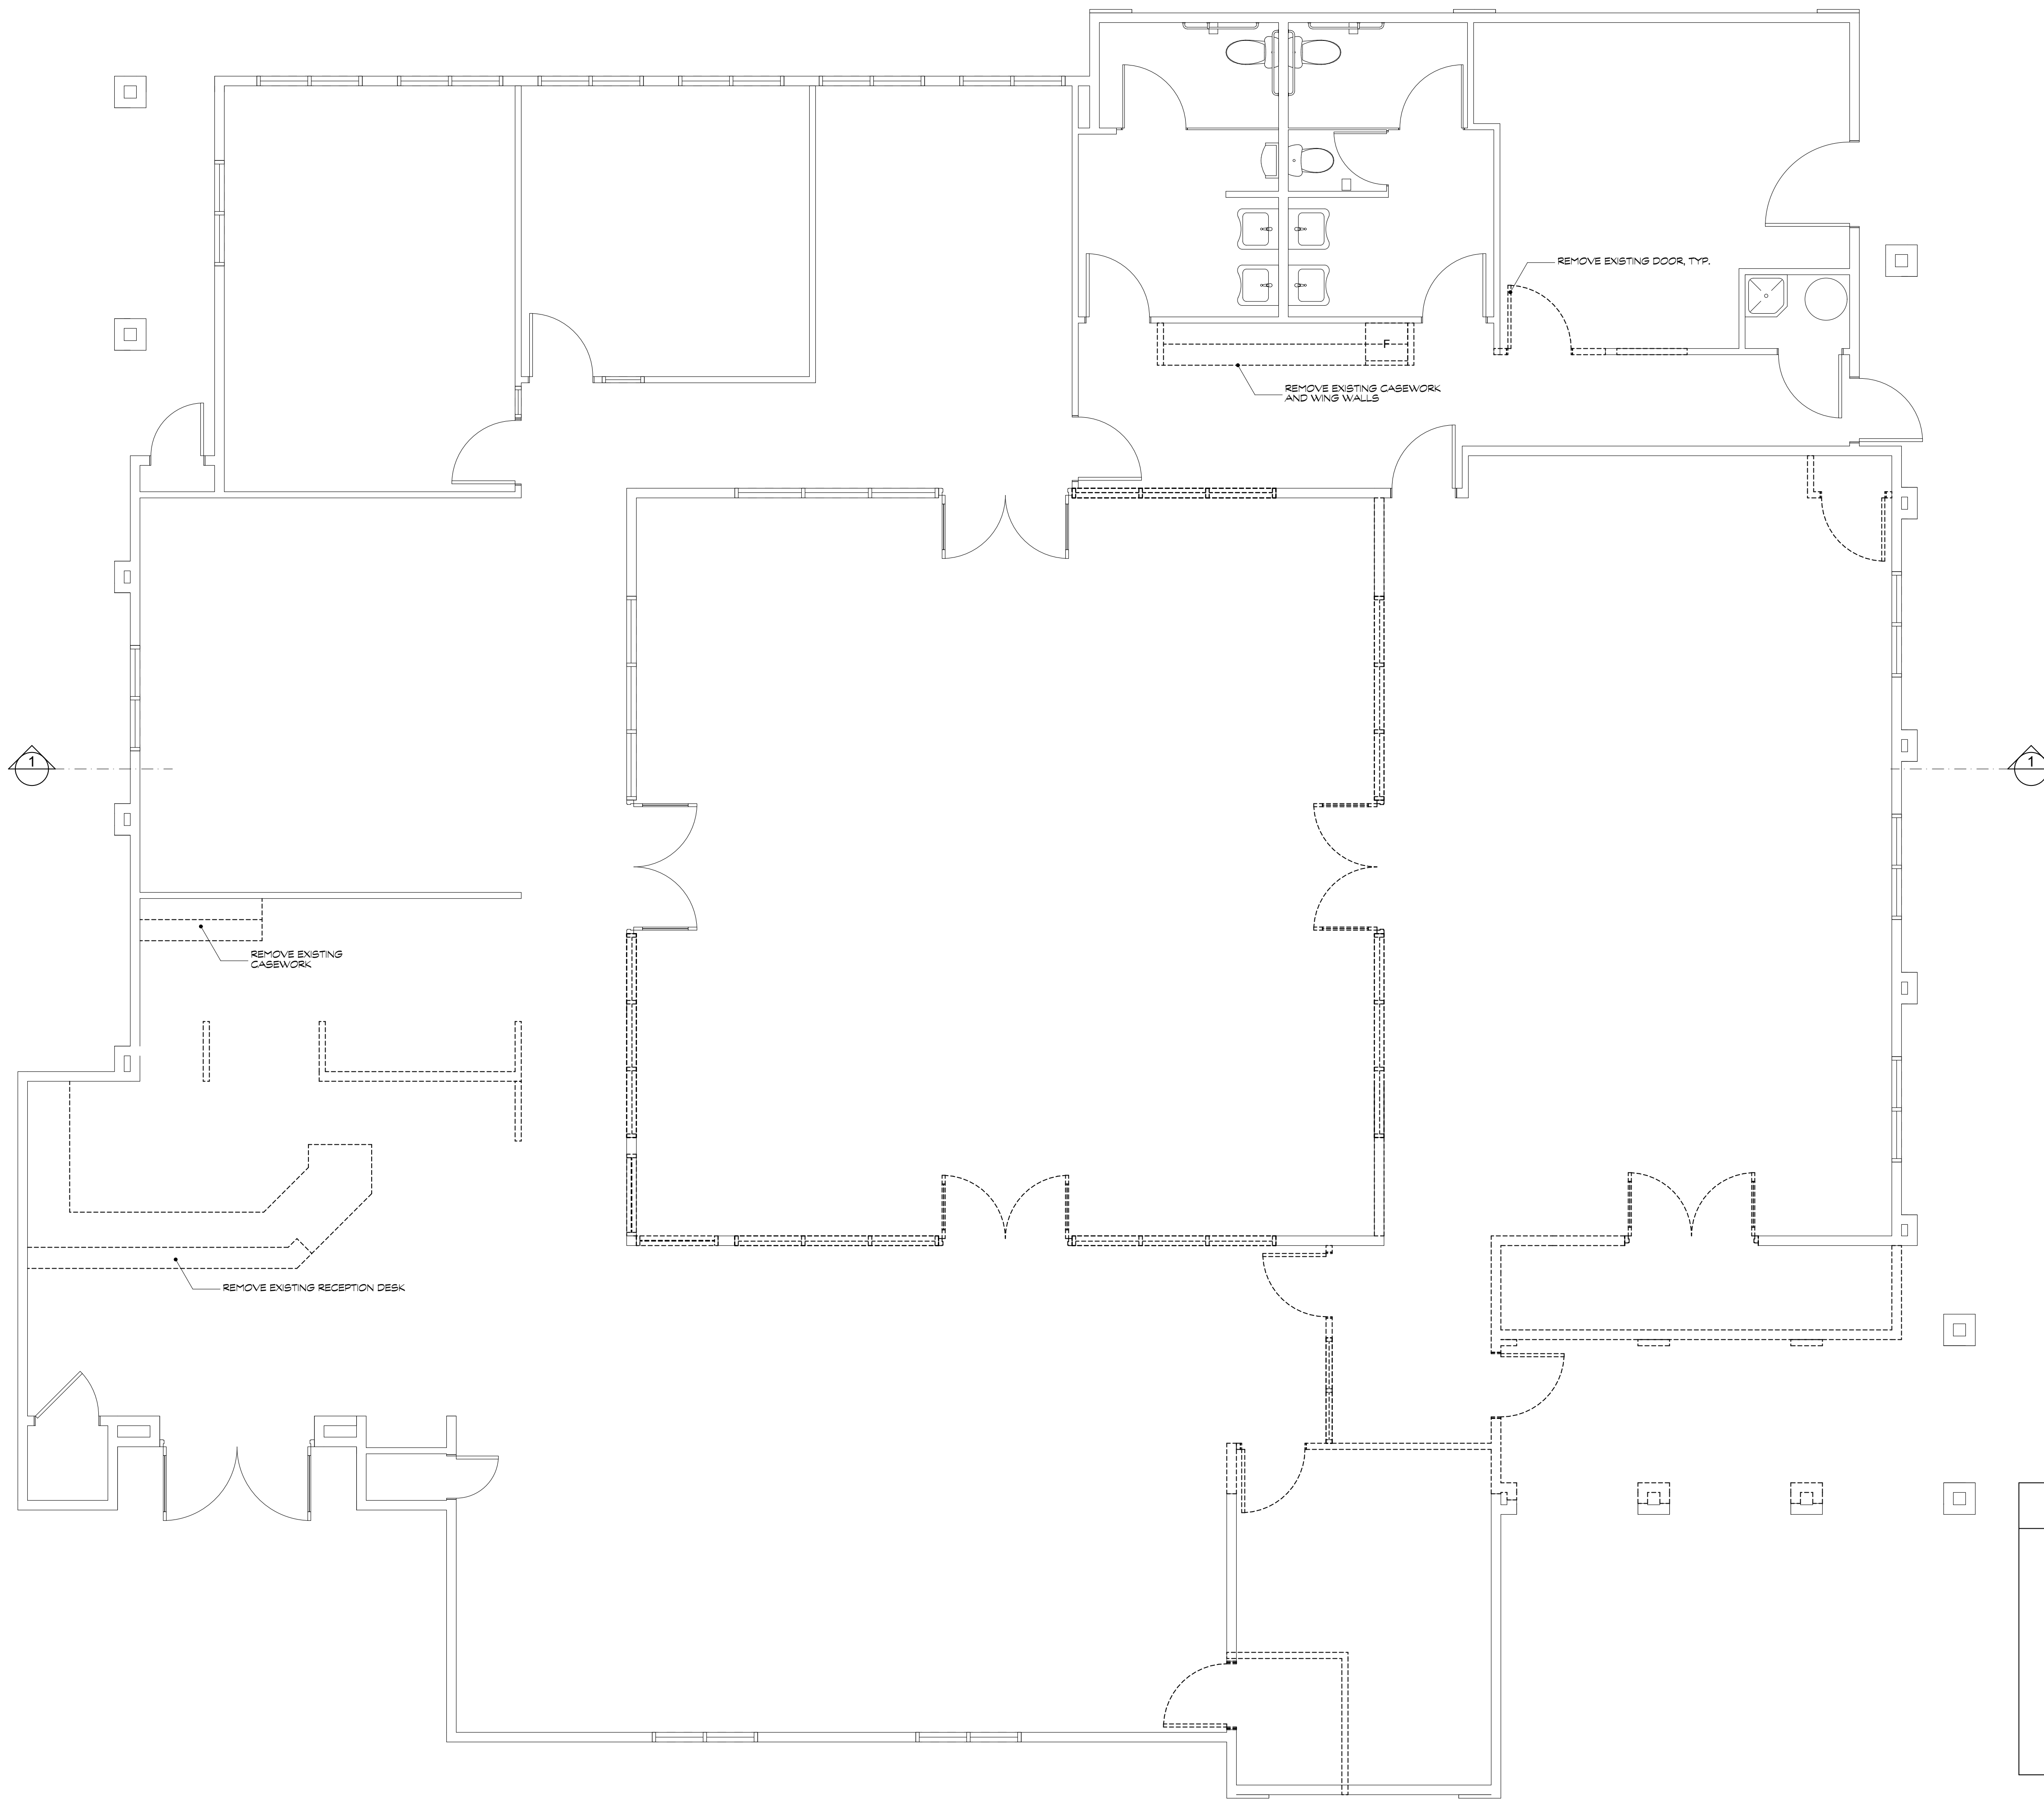 REMOVE EXISTING DOOR, TYP.
F
REMOVE EXISTING CASEWORK
AND WING WALLS
1
1
REMOVE EXISTING
CASEWORK
REMOVE EXISTING RECEPTION DESK